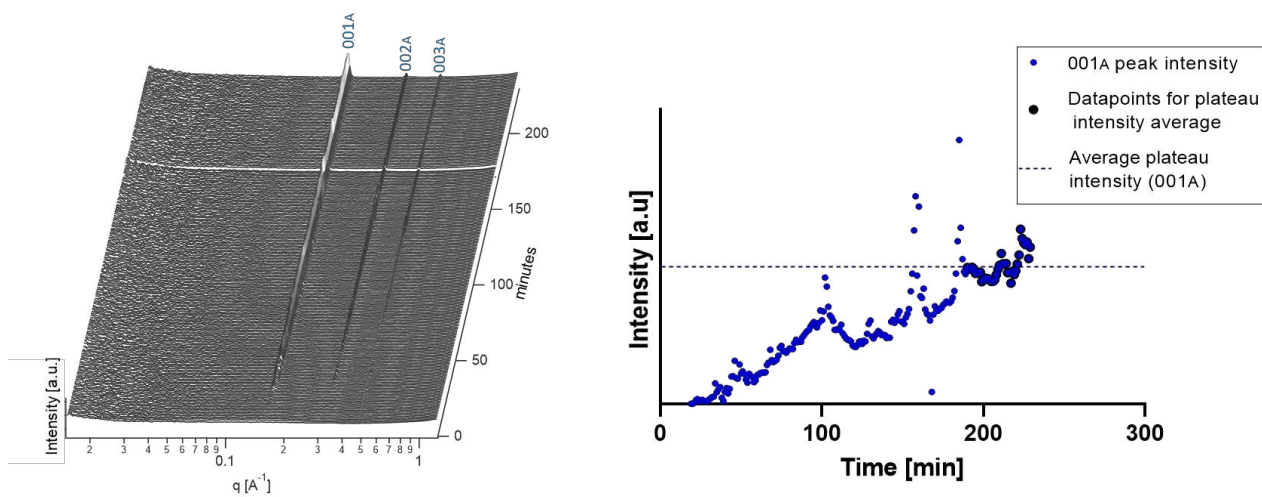 001A
002A
003A
200
150
100
50
0
minutes
Intensity [a.u.]
2 3 4 5 6 7 8 9 0.1 2 3 4 5 6 7 8 9 1
q [A⁻¹]
001A peak intensity
Datapoints for plateau
intensity average
Average plateau
intensity (001A)
Intensity [a.u]
0 100 200 300
Time [min]